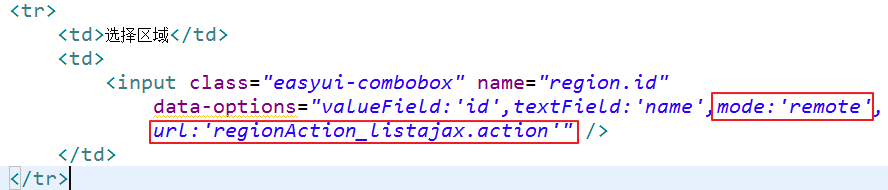 <tr>
<td>选择区域</td>
<td>
<input class="easyui-combobox" name="region.id"
data-options="valueField:'id',textField:'name',mode:'remote',
url:'regionAction_listajax.action'" />
</td>
</tr>